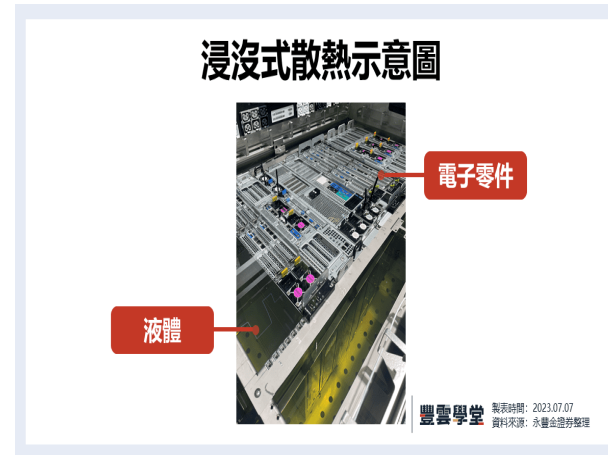 浸沒式散熱示意圖
電子零件
液體
豐雲學堂
製表時間：2023.07.07
資料來源：永豐金證券整理